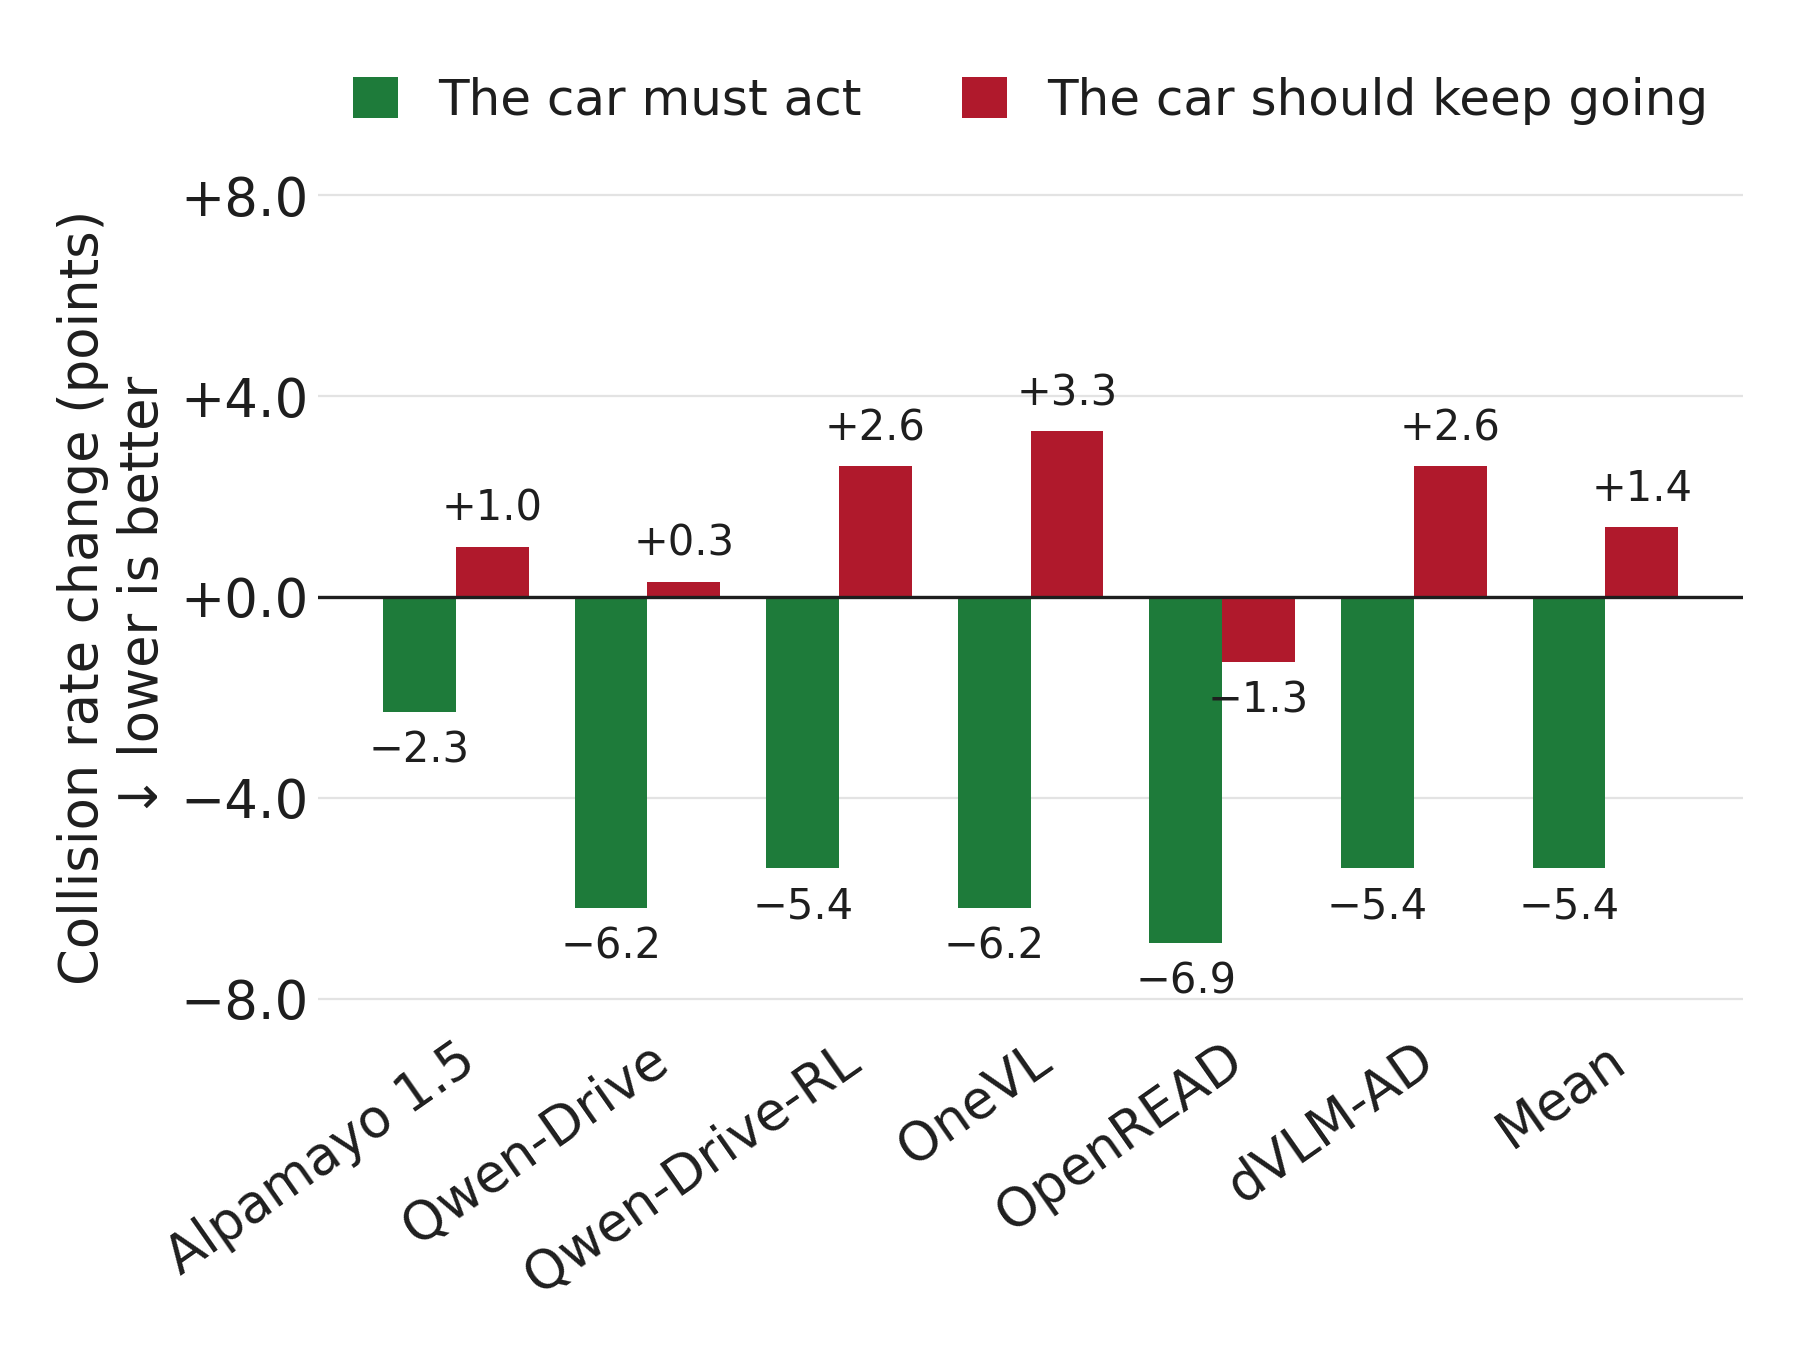 The car must act
The car should keep going
Collision rate change (points)
↓ lower is better
+8.0
+4.0
+0.0
−4.0
−8.0
+1.0
−2.3
+0.3
−6.2
+2.6
−5.4
+3.3
−6.2
−1.3
−6.9
+2.6
−5.4
+1.4
−5.4
Alpamayo 1.5
Qwen-Drive
Qwen-Drive-RL
OneVL
OpenREAD
dVLM-AD
Mean